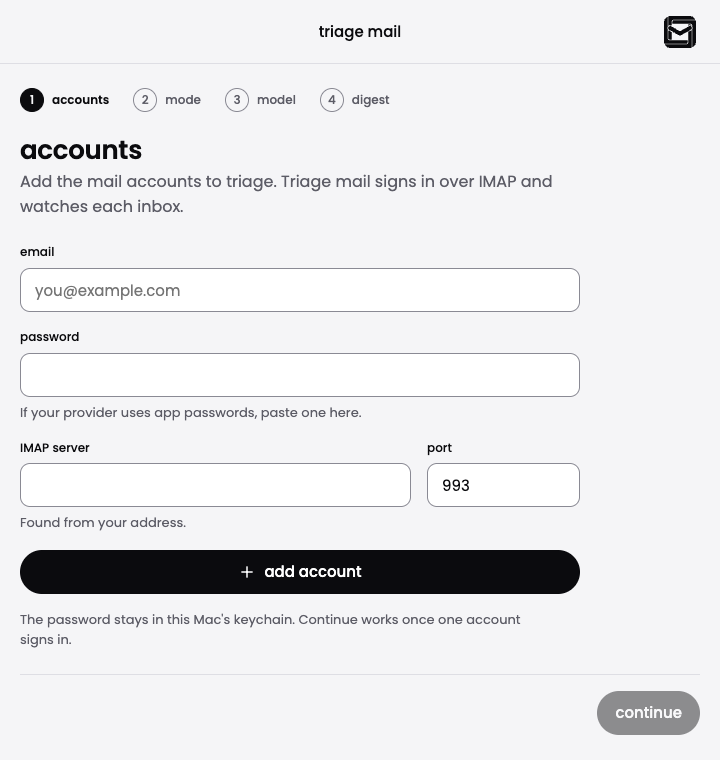 triage mail
1 accounts 2 mode 3 model 4 digest
accounts
Add the mail accounts to triage. Triage mail signs in over IMAP and
watches each inbox.
email
you@example.com
password
If your provider uses app passwords, paste one here.
IMAP server port
993
Found from your address.
+ add account
The password stays in this Mac's keychain. Continue works once one account
signs in.
continue